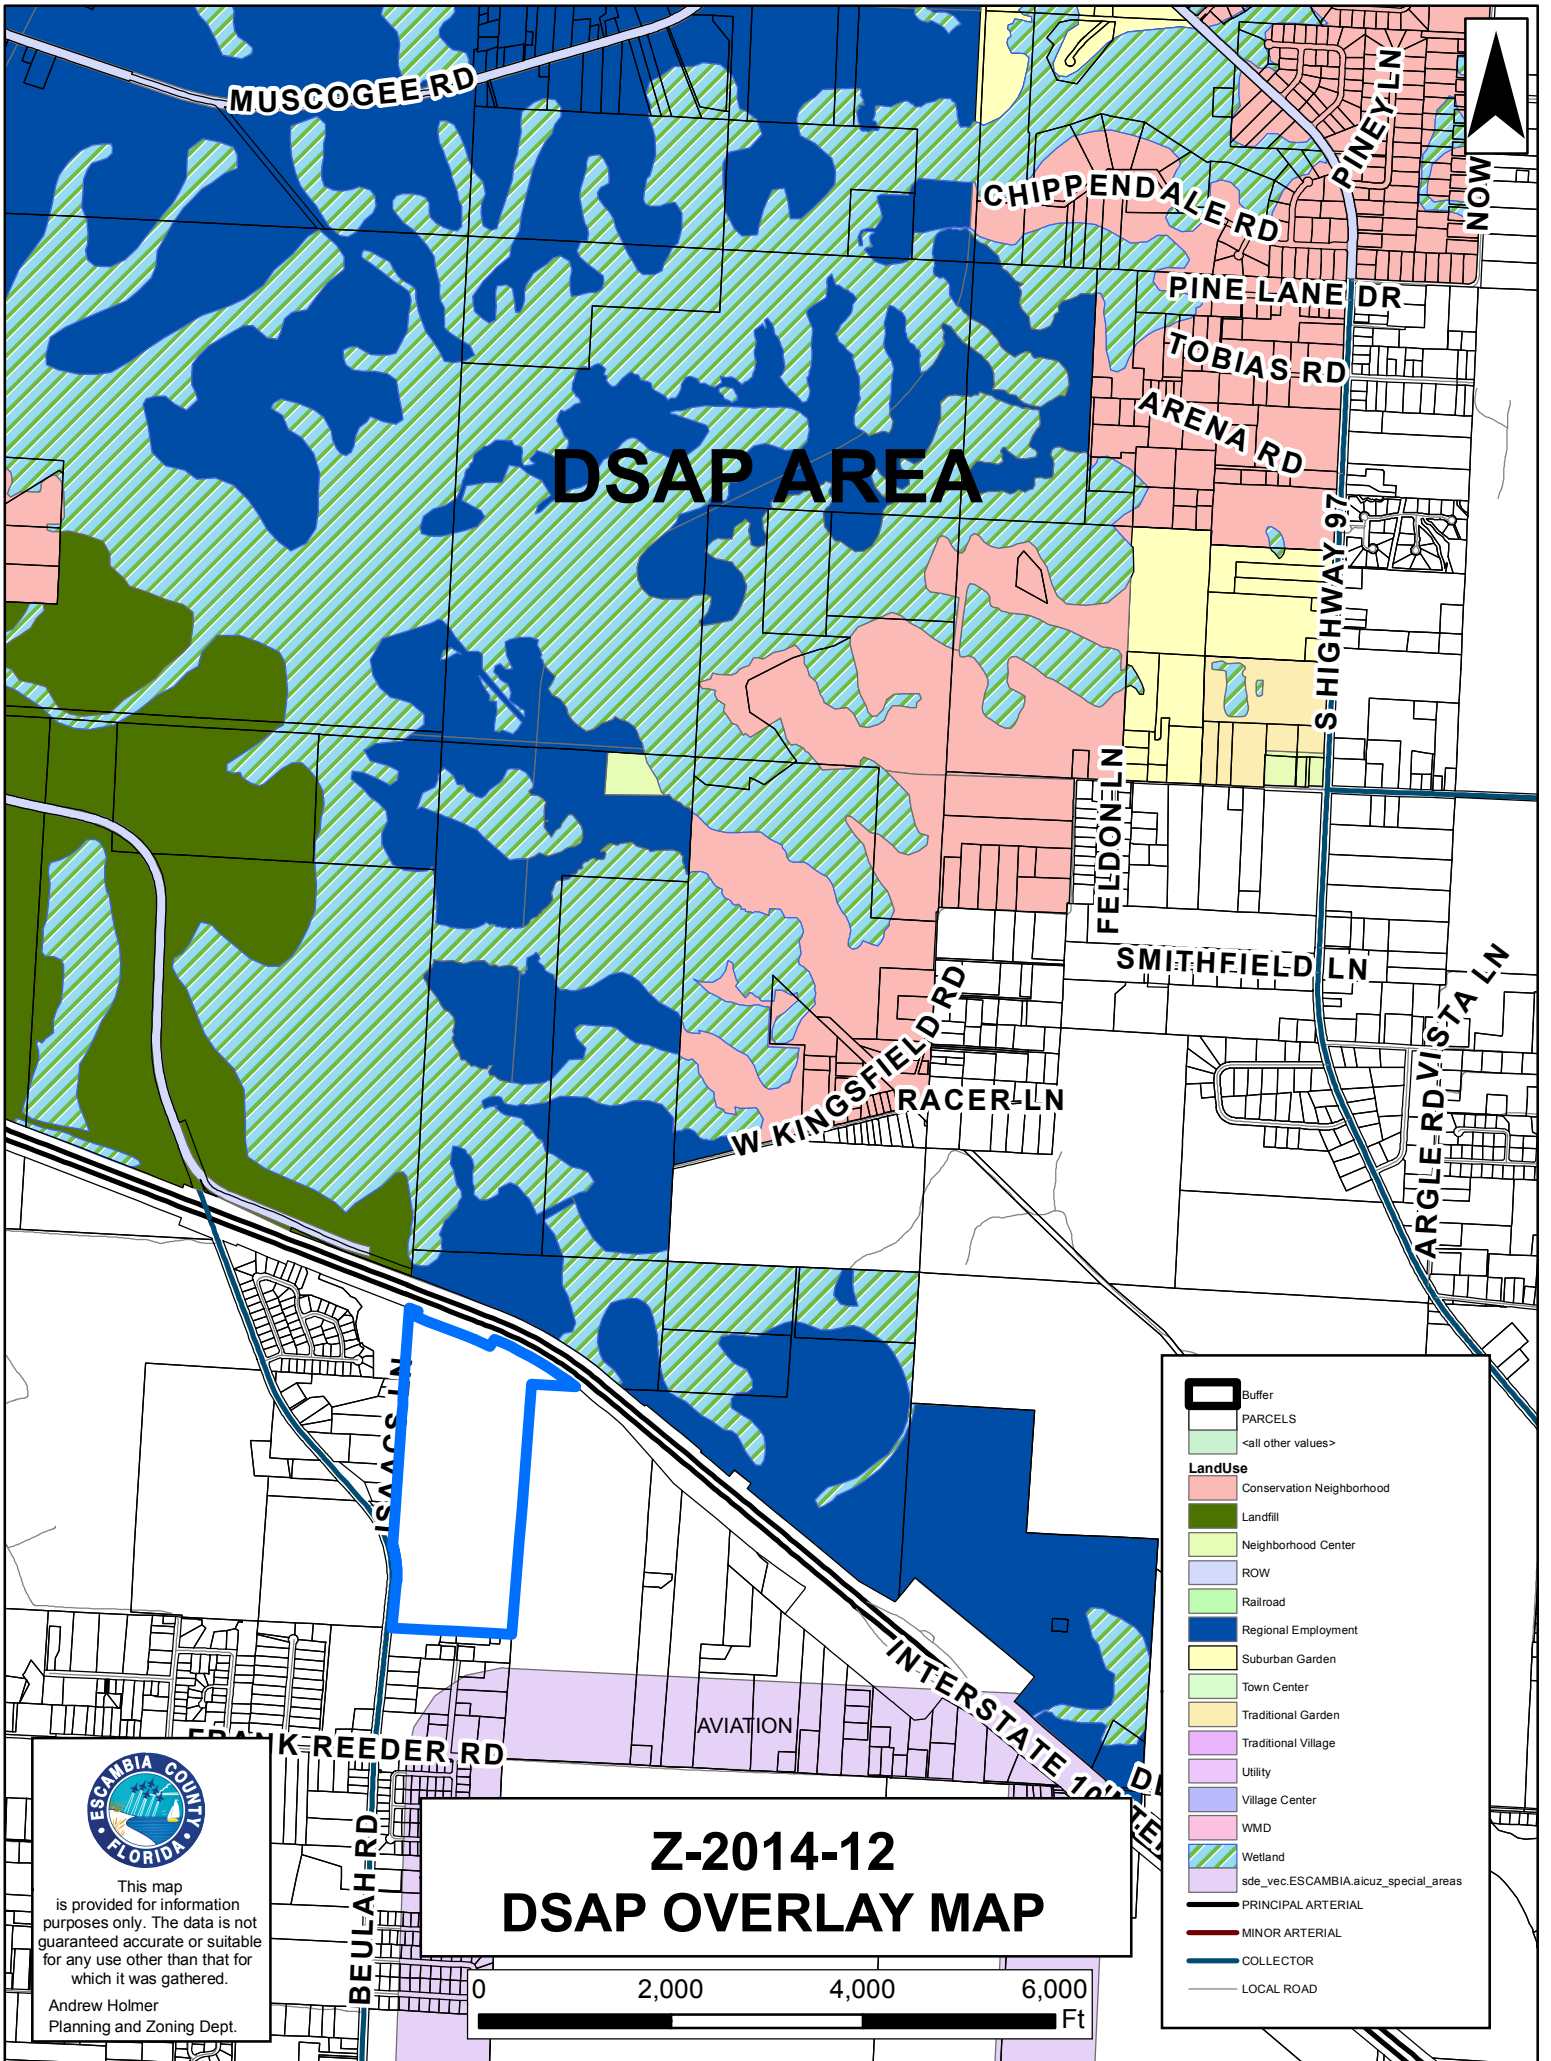 MUSCOGEE RD
PINEY LN
NOW
CHIPPENDALE RD
PINE LANE DR
TOBIAS RD
ARENA RD
DSAP AREA
S HIGHWAY 97
FELDON LN
SMITHFIELD LN
VISTA LN
ARGLE RD
W KINGSFIELD RD
RACER LN
ISAACS LN
INTERSTATE 10
AVIATION
FRANK REEDER RD
BEULAH RD
Buffer
PARCELS
<all other values>
LandUse
Conservation Neighborhood
Landfill
Neighborhood Center
ROW
Railroad
Regional Employment
Suburban Garden
Town Center
Traditional Garden
Traditional Village
Utility
Village Center
WMD
Wetland
sde_vec.ESCAMBIA.aicuz_special_areas
PRINCIPAL ARTERIAL
MINOR ARTERIAL
COLLECTOR
LOCAL ROAD
ESCAMBIA COUNTY
FLORIDA
This map
is provided for information
purposes only. The data is not
guaranteed accurate or suitable
for any use other than that for
which it was gathered.
Andrew Holmer
Planning and Zoning Dept.
Z-2014-12
DSAP OVERLAY MAP
0 2,000 4,000 6,000
Ft